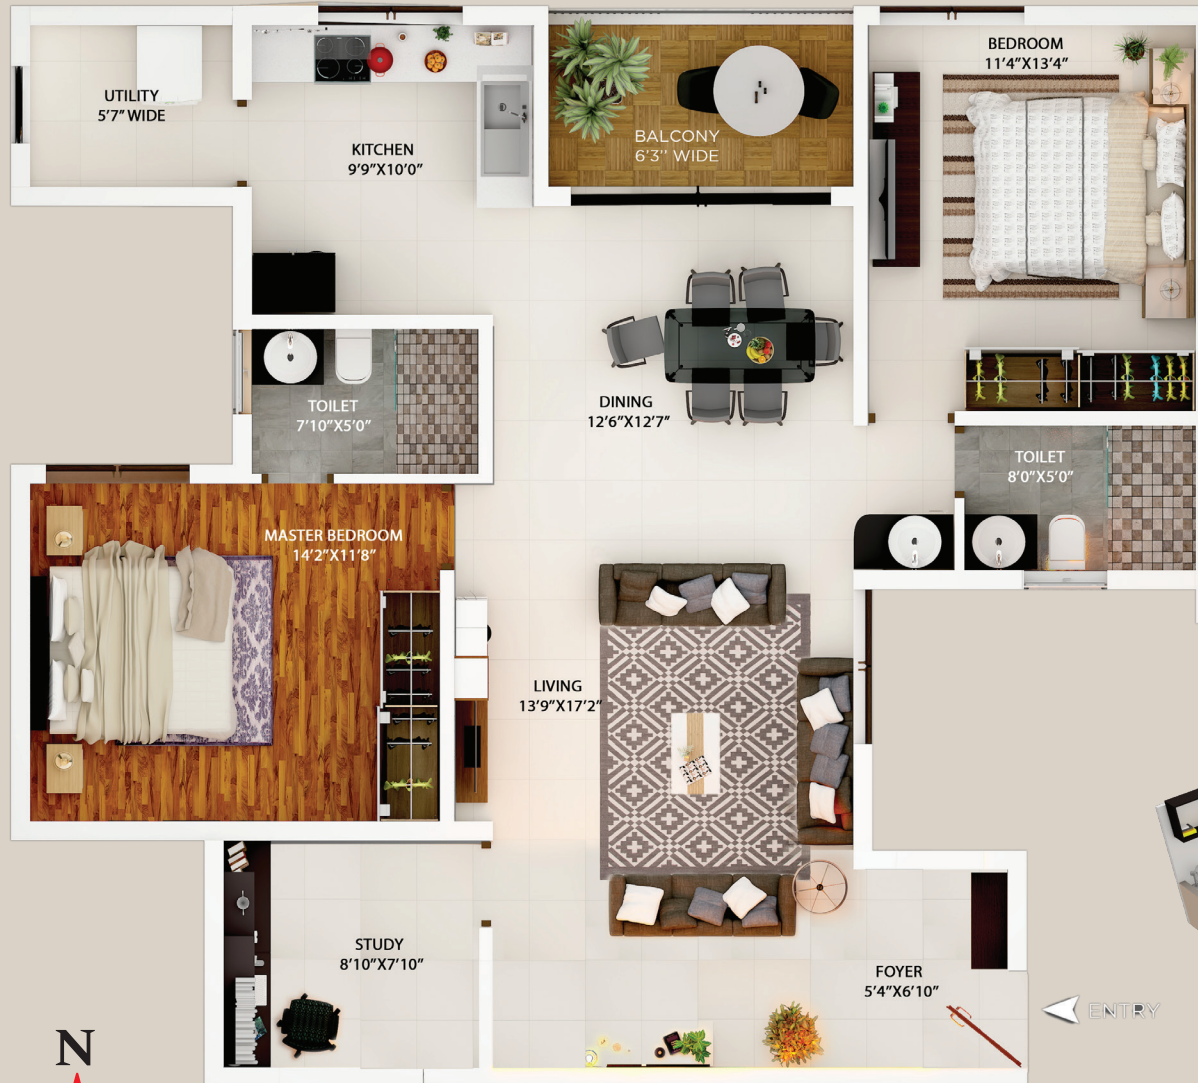 UTILITY
5'7" WIDE
KITCHEN
9'9"X10'0"
BALCONY
6'3'' WIDE
BEDROOM
11'4"X13'4"
DINING
12'6"X12'7"
TOILET
7'10"X5'0"
TOILET
8'0"X5'0"
MASTER BEDROOM
14'2"X11'8"
LIVING
13'9"X17'2"
STUDY
8'10"X7'10"
FOYER
5'4"X6'10"
ENTRY
N